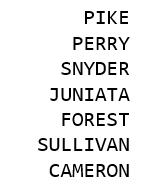 PIKE
PERRY
SNYDER
JUNIATA
FOREST
SULLIVAN
CAMERON